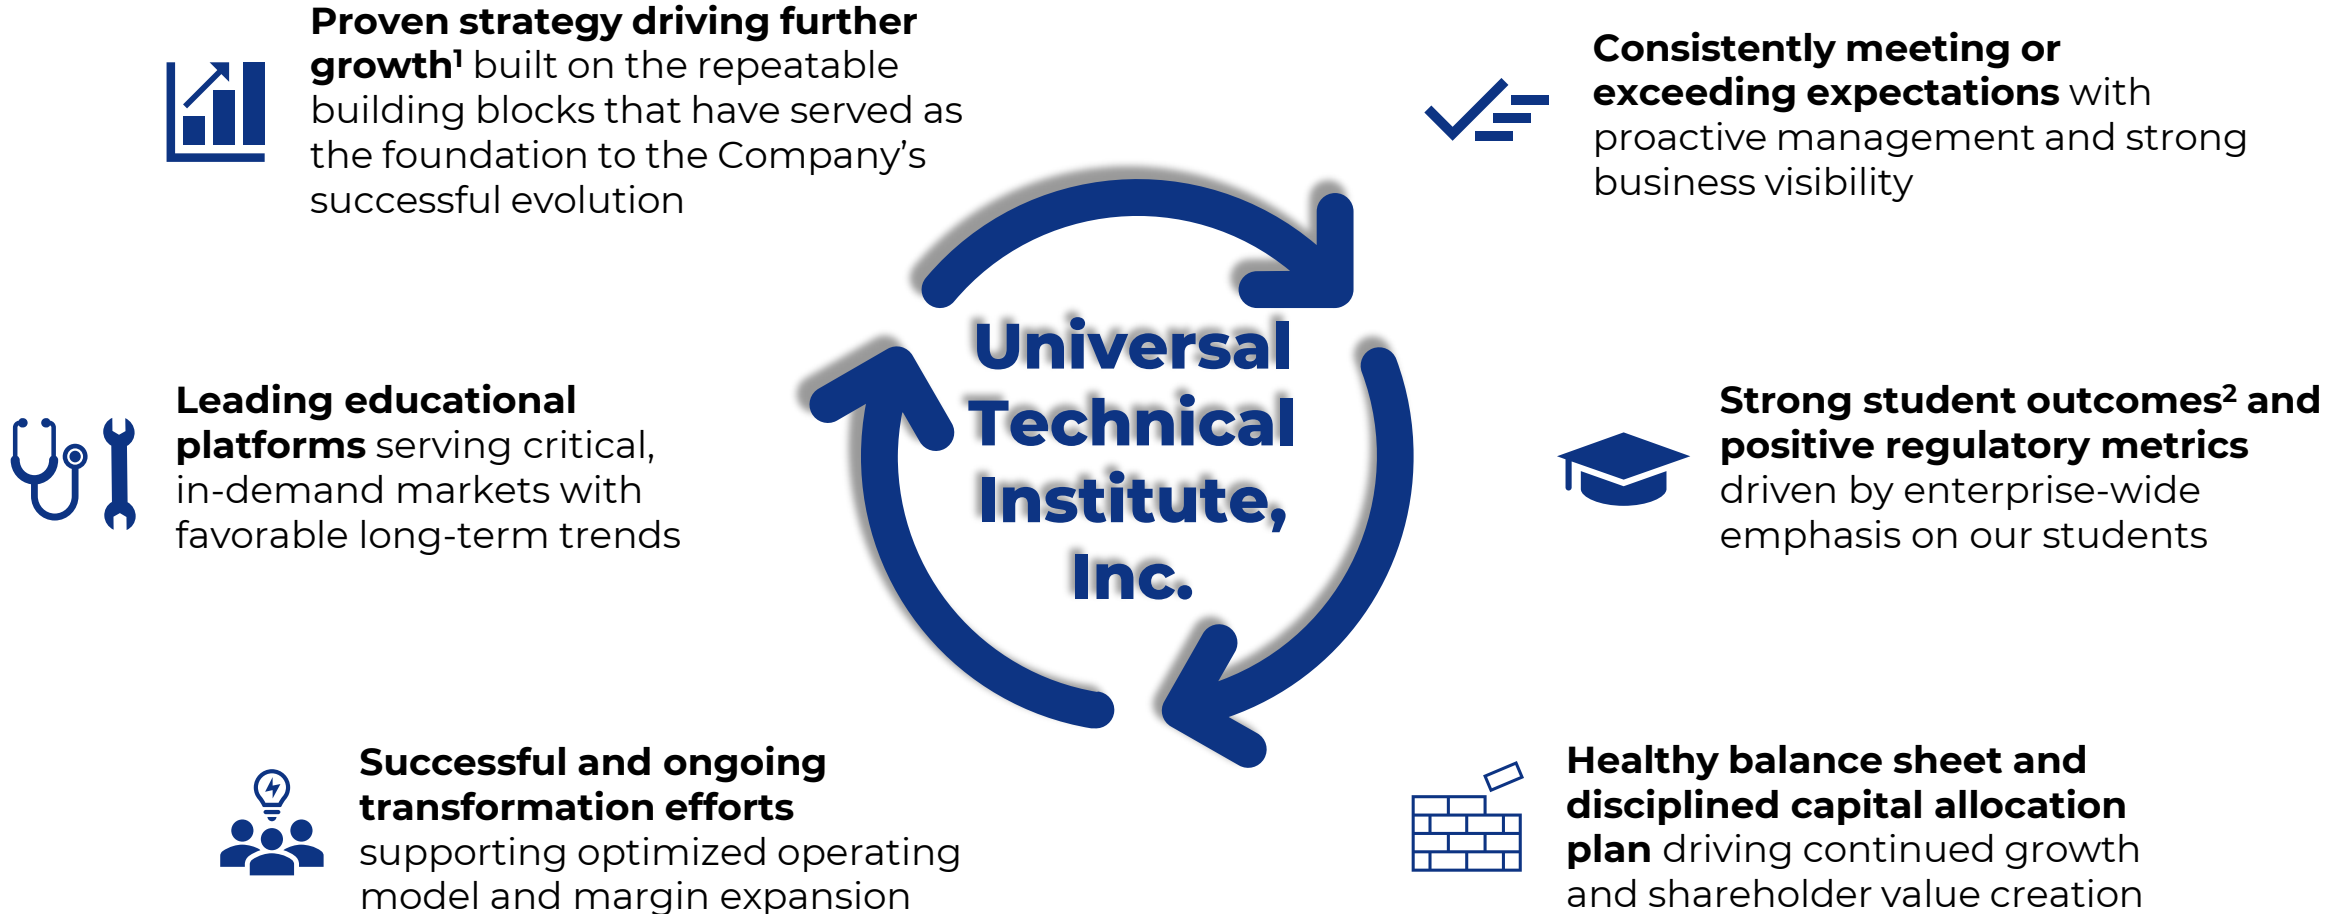 Proven strategy driving further
growth¹ built on the repeatable
building blocks that have served as
the foundation to the Company’s
successful evolution
Consistently meeting or
exceeding expectations with
proactive management and strong
business visibility
Leading educational
platforms serving critical,
in-demand markets with
favorable long-term trends
Universal
Technical
Institute,
Inc.
Strong student outcomes² and
positive regulatory metrics
driven by enterprise-wide
emphasis on our students
Successful and ongoing
transformation efforts
supporting optimized operating
model and margin expansion
Healthy balance sheet and
disciplined capital allocation
plan driving continued growth
and shareholder value creation